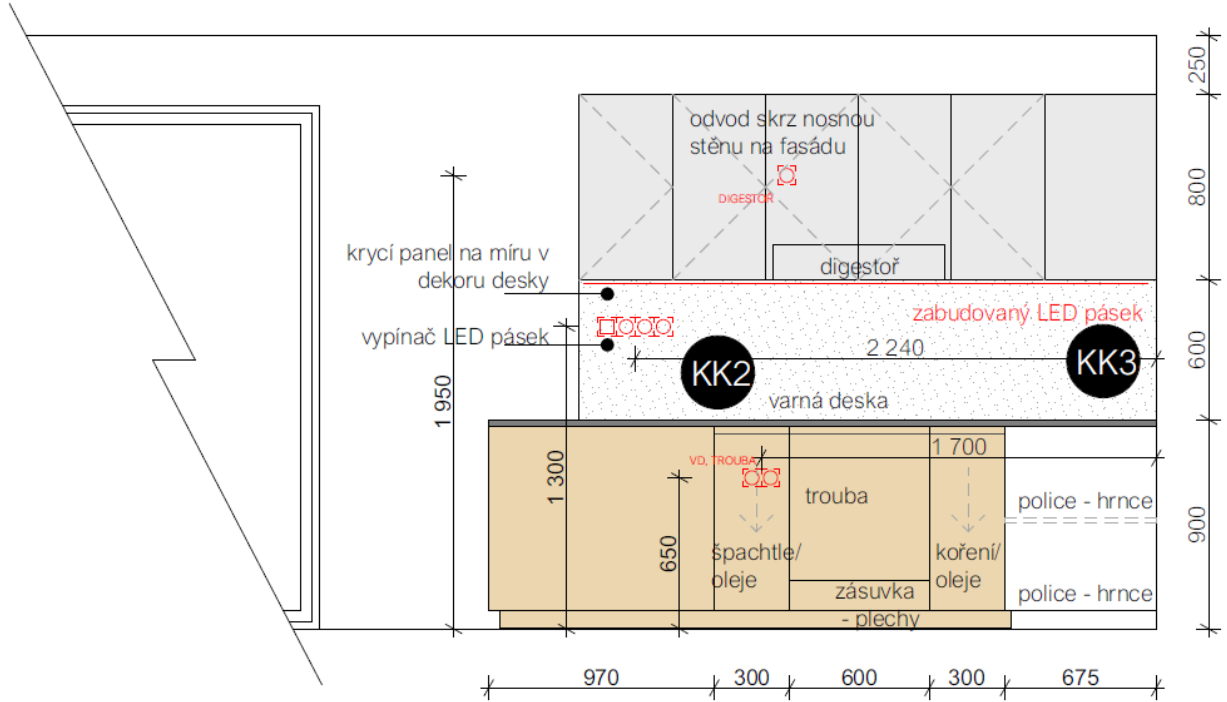 250
odvod skrz nosnou
stěnu na fasádu
DIGESTOŘ
800
krycí panel na míru v
dekoru desky
digestoř
zabudovaný LED pásek
vypínač LED pásek
2 240
600
KK2
KK3
1 950
varná deska
1 700
VD, TROUBA
1 300
trouba
police - hrnce
900
650
špachtle/
oleje
koření/
oleje
zásuvka
- plechy
police - hrnce
970
300
600
300
675